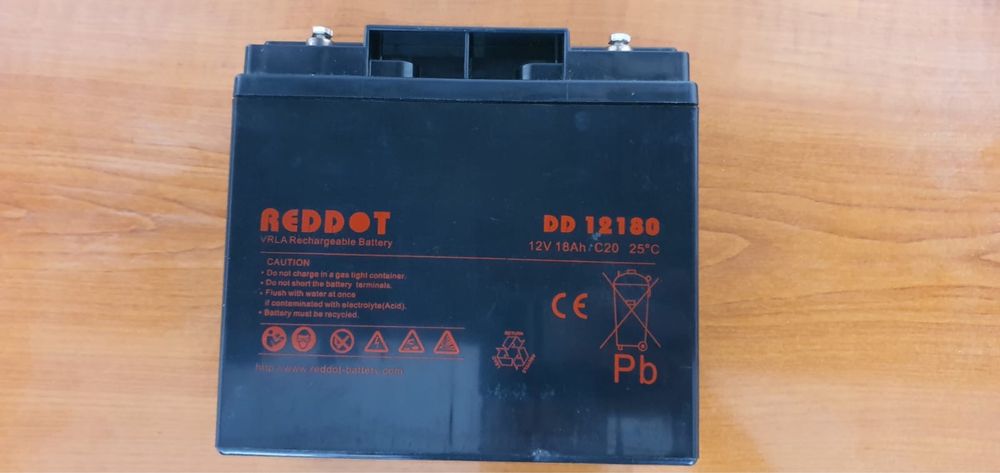 REDDOT
VRLA Rechargeable Battery
DD 12180
12V 18Ah C20 25°C
CAUTION
• Do not charge in a gas tight container.
• Do not short the battery terminals.
• Flush with water at once
if contaminated with electrolyte(Acid).
• Battery must be recycled.
http://www.reddot-battery.com
CE
RETURN
Pb